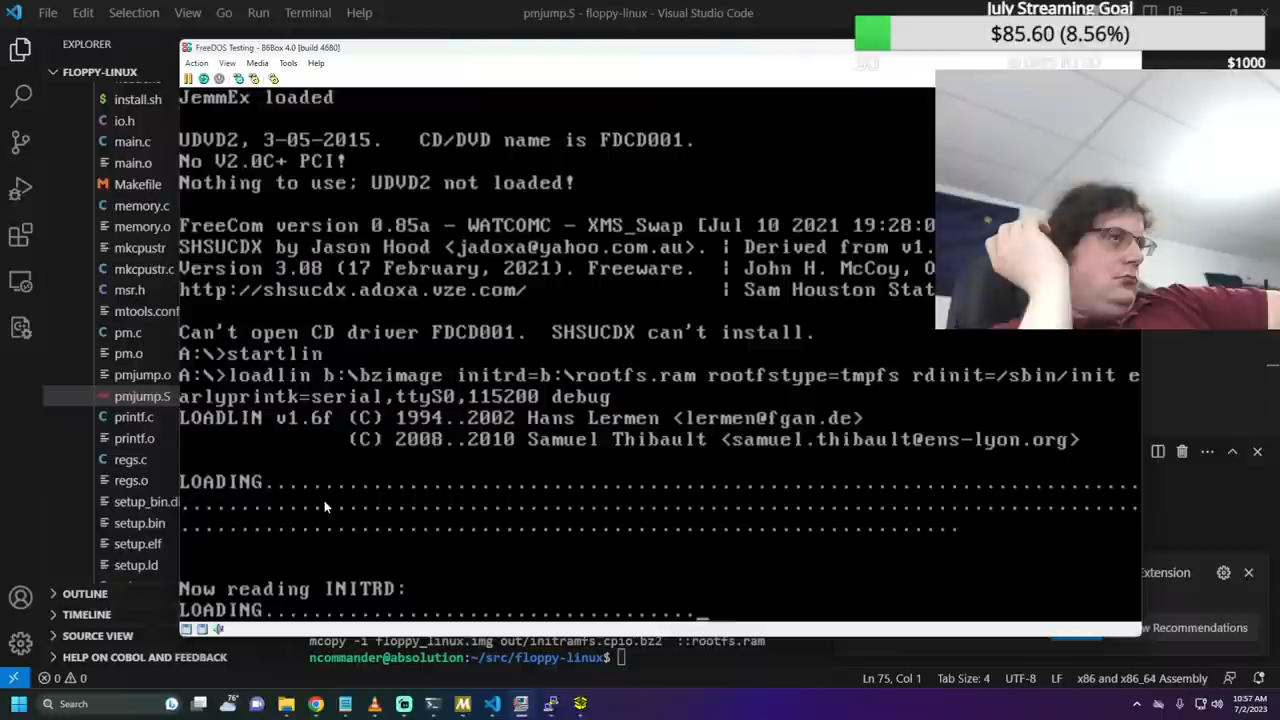 File Edit Selection View Go Run Terminal Help
pmjump.S - floppy-linux - Visual Studio Code
July Streaming Goal
$85.60 (8.56%)
$1000
EXPLORER
FLOPPY-LINUX
install.sh
io.h
main.c
main.o
Makefile
memory.c
memory.o
mkcpustr
mkcpustr.c
msr.h
mtools.conf
pm.c
pm.o
pmjump.o
pmjump.S
printf.c
printf.o
regs.c
regs.o
setup_bin.di
setup.bin
setup.elf
setup.ld
OUTLINE
TIMELINE
SOURCE VIEW
HELP ON COBOL AND FEEDBACK
FreeDOS Testing - 86Box 4.0 [build 4680]
Action View Media Tools Help
JemmEx loaded
UDVD2, 3-05-2015. CD/DVD name is FDCD001.
No V2.0C+ PCI!
Nothing to use; UDVD2 not loaded!
FreeCom version 0.85a - WATCOMC - XMS_Swap [Jul 10 2021 19:28:0
SHSUCDX by Jason Hood <jadoxa@yahoo.com.au>. | Derived from v1.
Version 3.08 (17 February, 2021). Freeware. | John H. McCoy, O
http://shsucdx.adoxa.vze.com/ | Sam Houston Stat
Can't open CD driver FDCD001. SHSUCDX can't install.
A:\>startlin
A:\>loadlin b:\bzimage initrd=b:\rootfs.ram rootfstype=tmpfs rdinit=/sbin/init e
arlyprintk=serial,ttyS0,115200 debug
LOADLIN v1.6f (C) 1994..2002 Hans Lermen <lermen@fgan.de>
(C) 2008..2010 Samuel Thibault <samuel.thibault@ens-lyon.org>
LOADING.......................................................................
................................................................................
.................................................................
Now reading INITRD:
LOADING...................................._
xtension
w Recommendations
mcopy -i floppy_linux.img out/initramfs.cpio.bz2 ::rootfs.ram
ncommander@absolution:~/src/floppy-linux$
0 0
Ln 75, Col 1 Tab Size: 4 UTF-8 LF x86 and x86_64 Assembly
Search
76°
10:57 AM
7/2/2023